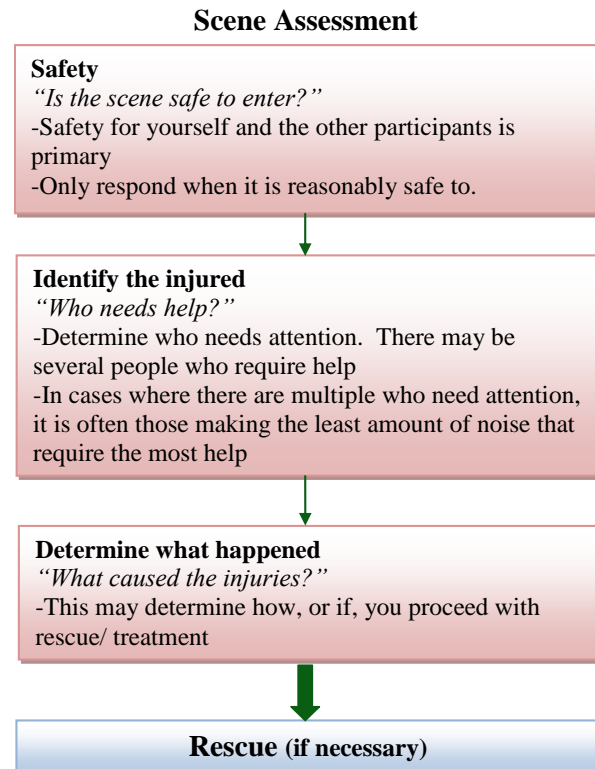 Scene Assessment
Safety
“Is the scene safe to enter?”
-Safety for yourself and the other participants is
primary
-Only respond when it is reasonably safe to.
Identify the injured
“Who needs help?”
-Determine who needs attention.  There may be
several people who require help
-In cases where there are multiple who need attention,
it is often those making the least amount of noise that
require the most help
Determine what happened
“What caused the injuries?”
-This may determine how, or if, you proceed with
rescue/ treatment
Rescue (if necessary)